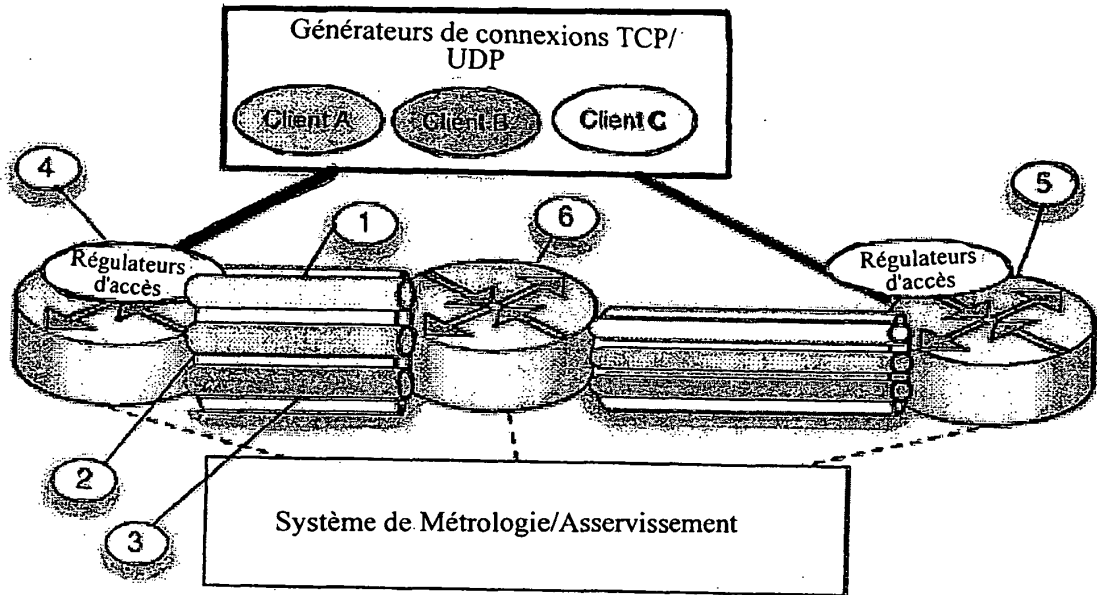 Générateurs de connexions TCP/
UDP
Client A
Client B
Client C
4
1
6
5
Régulateurs
d'accès
Régulateurs
d'accès
2
3
Système de Métrologie/Asservissement